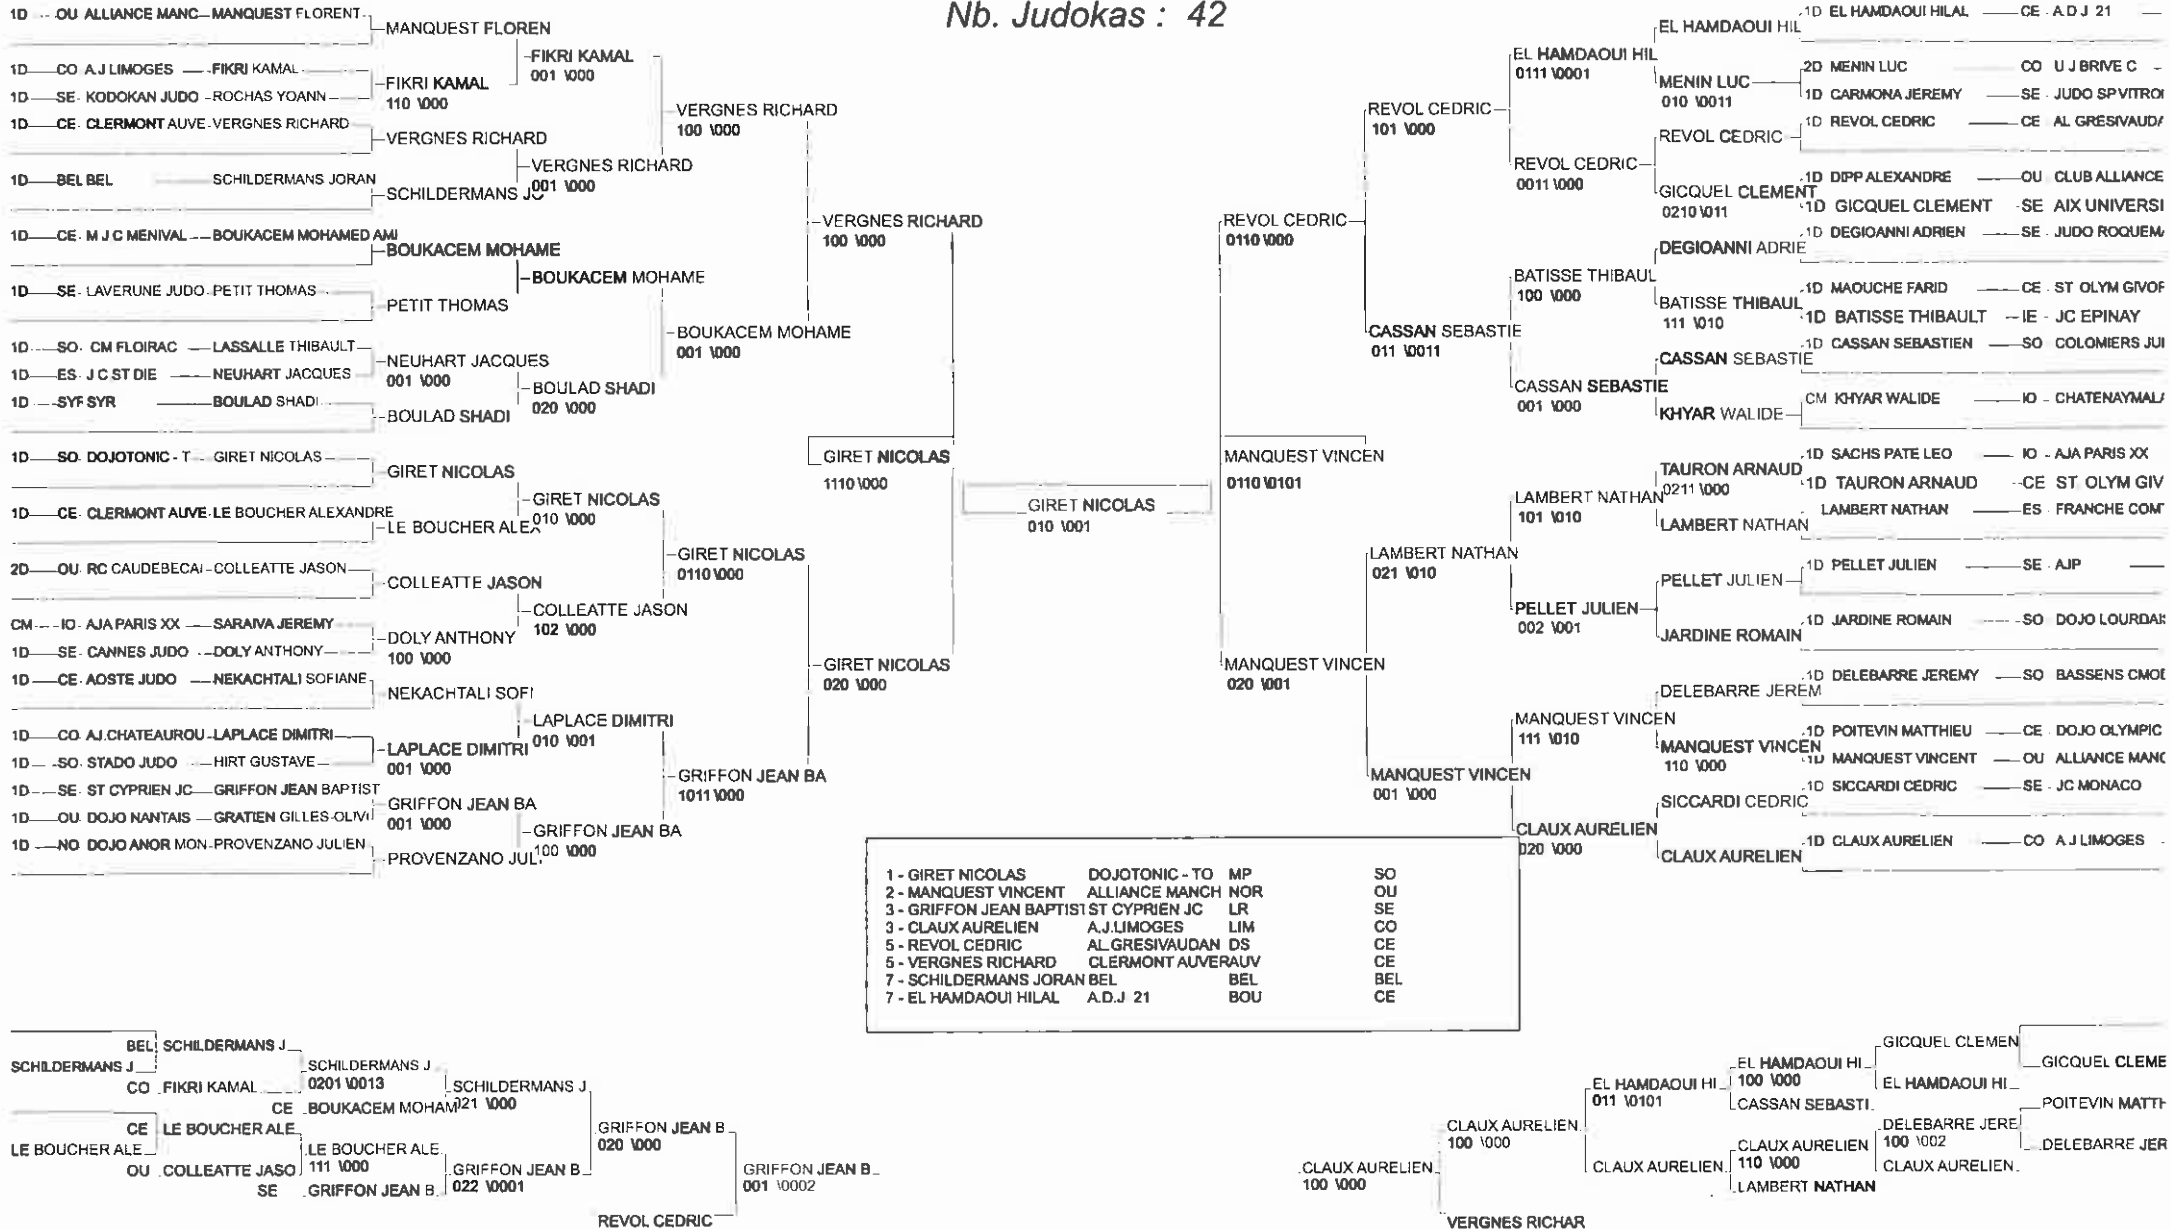 Nb. Judokas : 42
1D OU ALLIANCE MANC MANQUEST FLORENT
MANQUEST FLOREN
FIKRI KAMAL
001 \000
1D CO A.J LIMOGES FIKRI KAMAL
FIKRI KAMAL
110 \000
1D SE KODOKAN JUDO ROCHAS YOANN
VERGNES RICHARD
100 \000
1D CE CLERMONT AUVE VERGNES RICHARD
VERGNES RICHARD
VERGNES RICHARD
001 \000
1D BEL BEL SCHILDERMANS JORAN
SCHILDERMANS JO
VERGNES RICHARD
100 \000
1D CE M J C MENIVAL BOUKACEM MOHAMED AMI
BOUKACEM MOHAME
BOUKACEM MOHAME
1D SE LAVERUNE JUDO PETIT THOMAS
PETIT THOMAS
BOUKACEM MOHAME
001 \000
1D SO CM FLOIRAC LASSALLE THIBAULT
NEUHART JACQUES
001 \000
1D ES J C ST DIE NEUHART JACQUES
BOULAD SHADI
020 \000
1D SYF SYR BOULAD SHADI
BOULAD SHADI
GIRET NICOLAS
1110 \000
1D SO DOJOTONIC - T GIRET NICOLAS
GIRET NICOLAS
GIRET NICOLAS
010 \000
1D CE CLERMONT AUVE LE BOUCHER ALEXANDRE
LE BOUCHER ALEX
GIRET NICOLAS
0110 \000
2D OU RC CAUDEBECAI COLLEATTE JASON
COLLEATTE JASON
COLLEATTE JASON
102 \000
CM IO AJA PARIS XX SARAIVA JEREMY
DOLY ANTHONY
100 \000
1D SE CANNES JUDO DOLY ANTHONY
GIRET NICOLAS
020 \000
1D CE AOSTE JUDO NEKACHTALI SOFIANE
NEKACHTALI SOFI
LAPLACE DIMITRI
010 \001
1D CO AJ.CHATEAUROU LAPLACE DIMITRI
LAPLACE DIMITRI
001 \000
1D SO STADO JUDO HIRT GUSTAVE
GRIFFON JEAN BA
1011 \000
1D SE ST CYPRIEN JC GRIFFON JEAN BAPTIST
GRIFFON JEAN BA
001 \000
1D OU DOJO NANTAIS GRATIEN GILLES-OLIVI
GRIFFON JEAN BA
100 \000
1D NO DOJO ANOR MON PROVENZANO JULIEN
PROVENZANO JULI
GIRET NICOLAS
010 \001
EL HAMDAOUI HIL
1D EL HAMDAOUI HILAL CE A D J 21
EL HAMDAOUI HIL
0111 \0001
MENIN LUC
010 \0011
2D MENIN LUC CO U J BRIVE C
1D CARMONA JEREMY SE JUDO SPVITROI
REVOL CEDRIC
101 \000
REVOL CEDRIC
1D REVOL CEDRIC CE AL GRESIVAUDA
REVOL CEDRIC
0011 \000
GICQUEL CLEMENT
0210 \011
1D DIPP ALEXANDRE OU CLUB ALLIANCE
1D GICQUEL CLEMENT SE AIX UNIVERSI
REVOL CEDRIC
0110 \000
DEGIOANNI ADRIE
1D DEGIOANNI ADRIEN SE JUDO ROQUEMA
BATISSE THIBAUL
100 \000
BATISSE THIBAUL
111 \010
1D MAOUCHE FARID CE ST OLYM GIVOF
1D BATISSE THIBAULT IE JC EPINAY
CASSAN SEBASTIE
011 \0011
CASSAN SEBASTIE
1D CASSAN SEBASTIEN SO COLOMIERS JUI
CASSAN SEBASTIE
001 \000
KHYAR WALIDE
CM KHYAR WALIDE IO CHATENAYMALA
MANQUEST VINCEN
0110 \0101
TAURON ARNAUD
0211 \000
1D SACHS PATE LEO IO AJA PARIS XX
1D TAURON ARNAUD CE ST OLYM GIV
LAMBERT NATHAN
101 \010
LAMBERT NATHAN
LAMBERT NATHAN ES FRANCHE COMT
LAMBERT NATHAN
021 \010
PELLET JULIEN
1D PELLET JULIEN SE AJP
PELLET JULIEN
002 \001
JARDINE ROMAIN
1D JARDINE ROMAIN SO DOJO LOURDAIS
MANQUEST VINCEN
020 \001
DELEBARRE JEREM
1D DELEBARRE JEREMY SO BASSENS CMOI
MANQUEST VINCEN
111 \010
MANQUEST VINCEN
110 \000
1D POITEVIN MATTHIEU CE DOJO OLYMPIC
1D MANQUEST VINCENT OU ALLIANCE MANC
MANQUEST VINCEN
001 \000
SICCARDI CEDRIC
1D SICCARDI CEDRIC SE JC MONACO
CLAUX AURELIEN
020 \000
CLAUX AURELIEN
1D CLAUX AURELIEN CO A.J LIMOGES
1 - GIRET NICOLAS DOJOTONIC - TO MP SO
2 - MANQUEST VINCENT ALLIANCE MANCH NOR OU
3 - GRIFFON JEAN BAPTIST ST CYPRIEN JC LR SE
3 - CLAUX AURELIEN A.J.LIMOGES LIM CO
5 - REVOL CEDRIC AL.GRESIVAUDAN DS CE
5 - VERGNES RICHARD CLERMONT AUVER AUV CE
7 - SCHILDERMANS JORAN BEL BEL BEL
7 - EL HAMDAOUI HILAL A.D.J 21 BOU CE
BEL SCHILDERMANS J
SCHILDERMANS J
SCHILDERMANS J
0201 \0013
CO FIKRI KAMAL
SCHILDERMANS J
021 \000
CE BOUKACEM MOHAM
CE LE BOUCHER ALE
GRIFFON JEAN B
020 \000
LE BOUCHER ALE
LE BOUCHER ALE
111 \000
OU COLLEATTE JASO
GRIFFON JEAN B
022 \0001
GRIFFON JEAN B
001 \0002
SE GRIFFON JEAN B
REVOL CEDRIC
GICQUEL CLEMEN
EL HAMDAOUI HI
100 \000
GICQUEL CLEME
EL HAMDAOUI HI
011 \0101
EL HAMDAOUI HI
CASSAN SEBASTI
POITEVIN MATTH
CLAUX AURELIEN
100 \000
DELEBARRE JERE
100 \002
CLAUX AURELIEN
110 \000
DELEBARRE JER
CLAUX AURELIEN
100 \000
CLAUX AURELIEN
CLAUX AURELIEN
LAMBERT NATHAN
VERGNES RICHAR